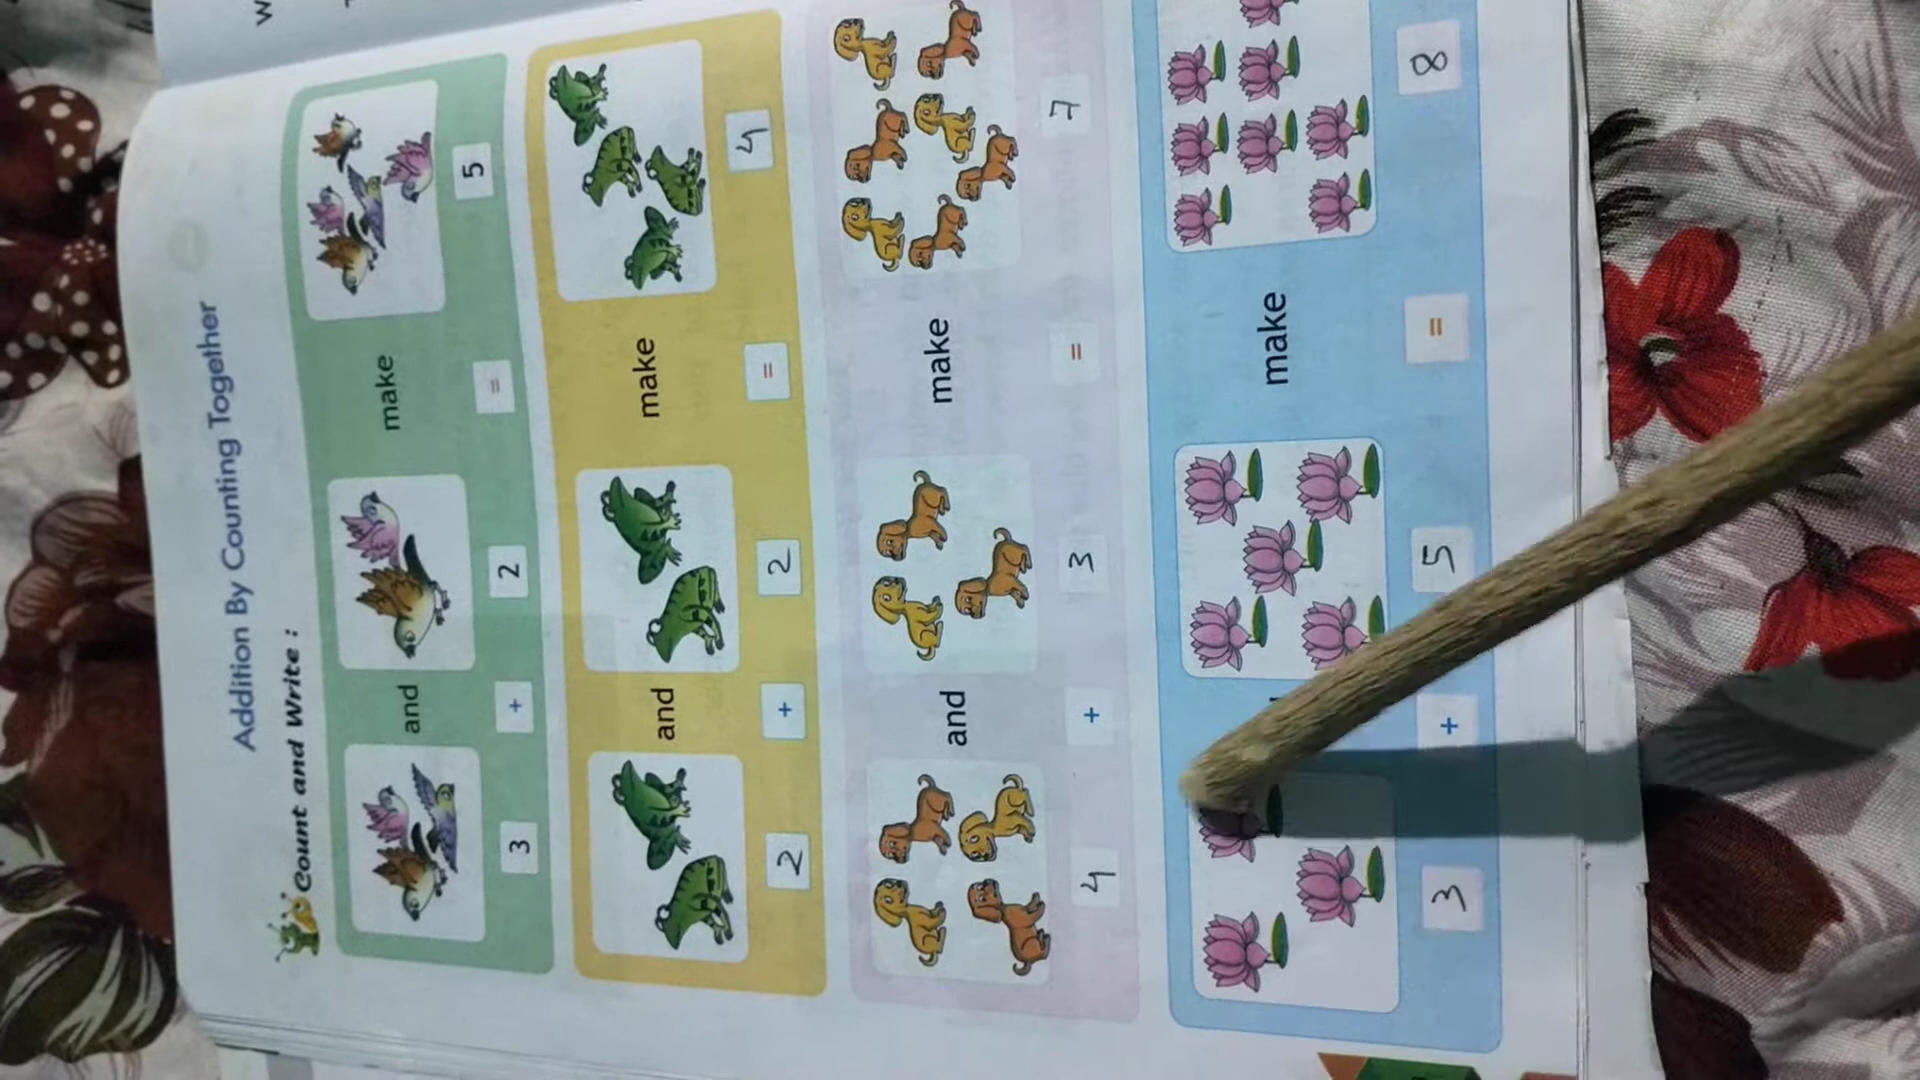 Addition By Counting Together
Count and Write :
and make
3 + 2 = 5
and make
2 + 2 = 4
and make
4 + 3 = 7
make
3 + 5 = 8